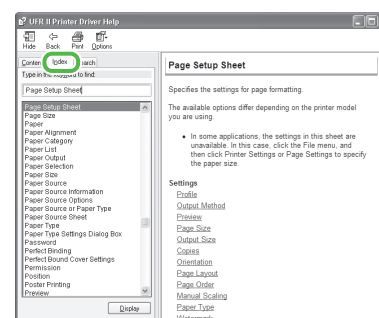 UFR II Printer Driver Help
Hide Back Print Options
Conten Index earch
Type in the keyword to find:
Page Setup Sheet
Page Setup Sheet
Page Size
Paper
Paper Alignment
Paper Category
Paper List
Paper Output
Paper Selection
Paper Size
Paper Source
Paper Source Information
Paper Source Options
Paper Source or Paper Type
Paper Source Sheet
Paper Type
Paper Type Settings Dialog Box
Password
Perfect Binding
Perfect Bound Cover Settings
Permission
Position
Poster Printing
Preview
Display
Page Setup Sheet
Specifies the settings for page formatting.
The available options differ depending on the printer model
you are using.
• In some applications, the settings in this sheet are
unavailable. In this case, click the File menu, and
then click Printer Settings or Page Settings to specify
the paper size.
Settings
Profile
Output Method
Preview
Page Size
Output Size
Copies
Orientation
Page Layout
Page Order
Manual Scaling
Paper Type
Watermark